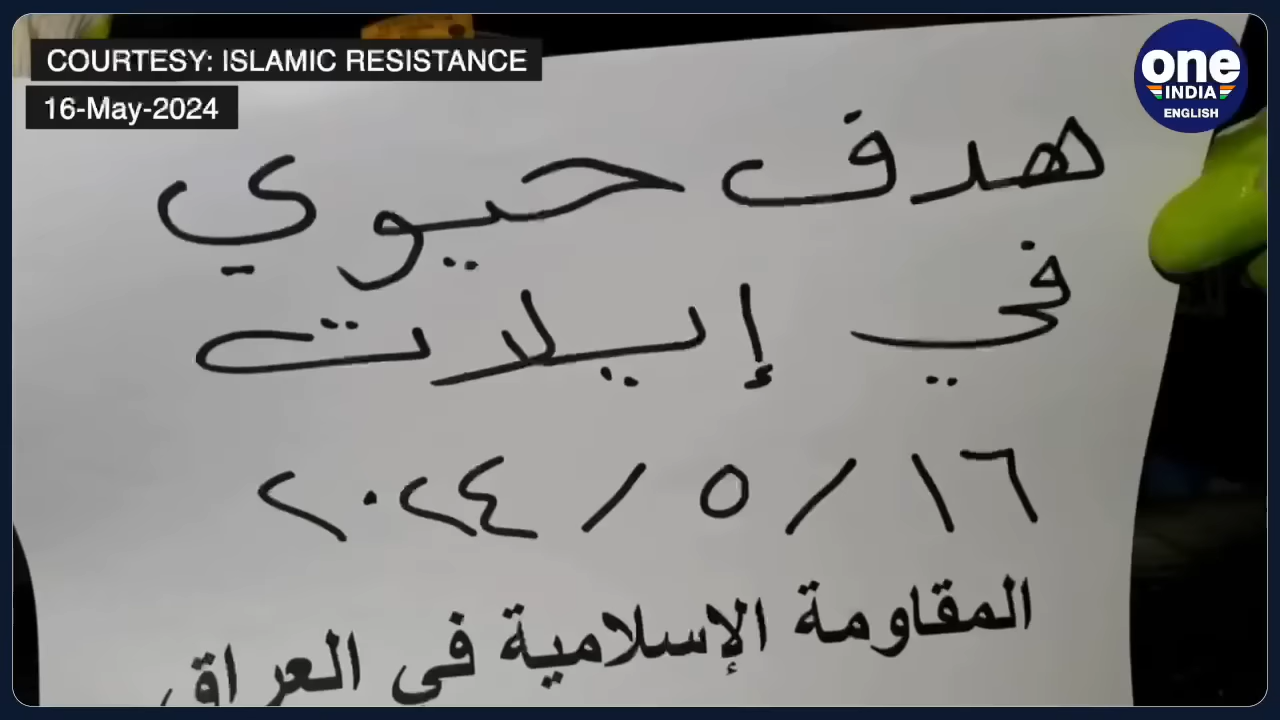 COURTESY: ISLAMIC RESISTANCE
16-May-2024
one
INDIA
ENGLISH
هدف حيوي
في إيلات
١٦ / ٥ / ٢٠٢٤
المقاومة الإسلامية في العراق